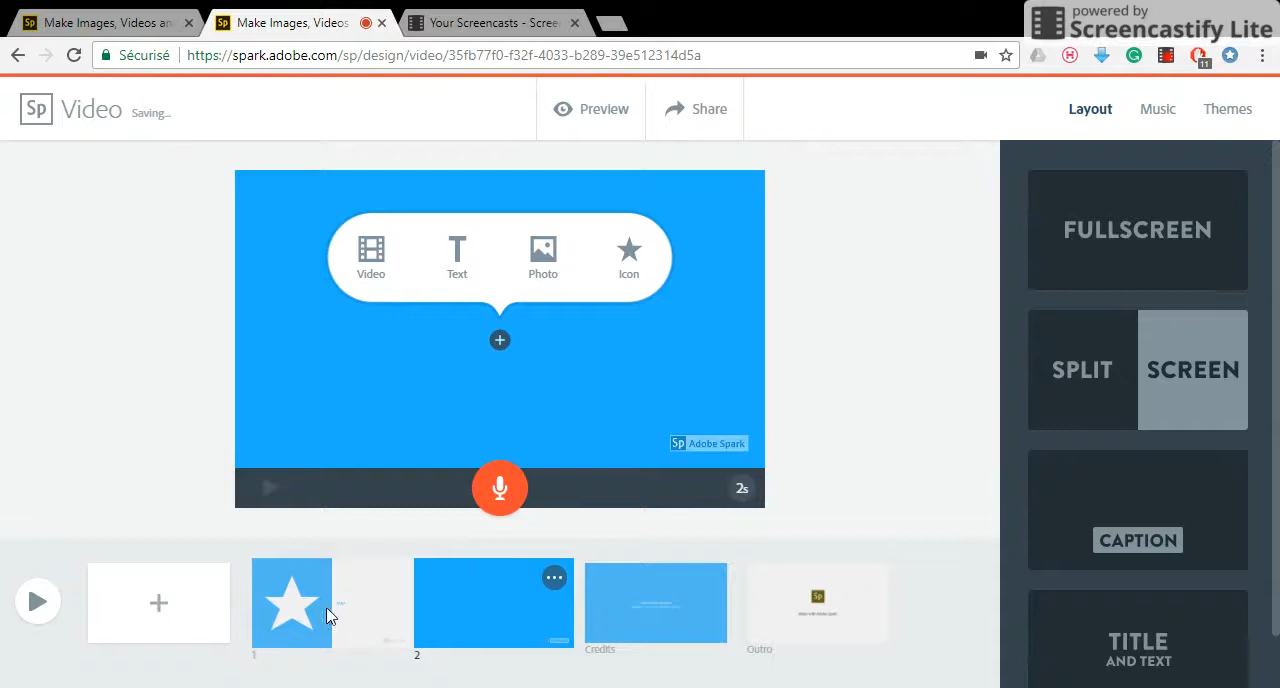 Make Images, Videos an
Make Images, Videos
Your Screencasts - Scree
powered by
Screencastify Lite
Sécurisé
https://spark.adobe.com/sp/design/video/35fb77f0-f32f-4033-b289-39e512314d5a
11
Sp Video Saving...
Preview
Share
Layout
Music
Themes
Video
Text
Photo
Icon
FULLSCREEN
SPLIT SCREEN
Sp Adobe Spark
2s
CAPTION
1
2
Credits
Outro
Sp
TITLE
AND TEXT